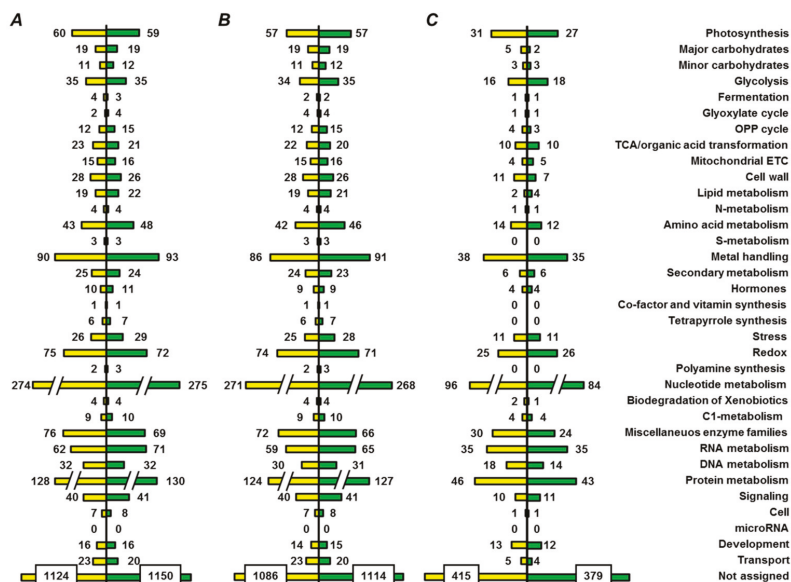 A B C
60 59 57 57 31 27 Photosynthesis
19 19 19 19 5 2 Major carbohydrates
11 12 11 12 3 3 Minor carbohydrates
35 35 34 35 16 18 Glycolysis
4 3 2 2 1 1 Fermentation
2 4 4 4 1 1 Glyoxylate cycle
12 15 12 15 4 3 OPP cycle
23 21 22 20 10 10 TCA/organic acid transformation
15 16 15 16 4 5 Mitochondrial ETC
28 26 28 26 11 7 Cell wall
19 22 19 21 2 4 Lipid metabolism
4 4 4 4 1 1 N-metabolism
43 48 42 46 14 12 Amino acid metabolism
3 3 3 3 0 0 S-metabolism
90 93 86 91 38 35 Metal handling
25 24 24 23 6 6 Secondary metabolism
10 11 9 9 4 4 Hormones
1 1 1 1 0 0 Co-factor and vitamin synthesis
6 7 6 7 0 0 Tetrapyrrole synthesis
26 29 25 28 11 11 Stress
75 72 74 71 25 26 Redox
2 3 2 3 0 0 Polyamine synthesis
274 275 271 268 96 84 Nucleotide metabolism
4 4 4 4 2 1 Biodegradation of Xenobiotics
9 10 9 10 4 4 C1-metabolism
76 69 72 66 30 24 Miscellaneuos enzyme families
62 71 59 65 35 35 RNA metabolism
32 32 30 31 18 14 DNA metabolism
128 130 124 127 46 43 Protein metabolism
40 41 40 41 10 11 Signaling
7 8 7 8 1 1 Cell
0 0 0 0 0 0 microRNA
16 16 14 15 13 12 Development
23 20 23 20 5 4 Transport
1124 1150 1086 1114 415 379 Not assigned